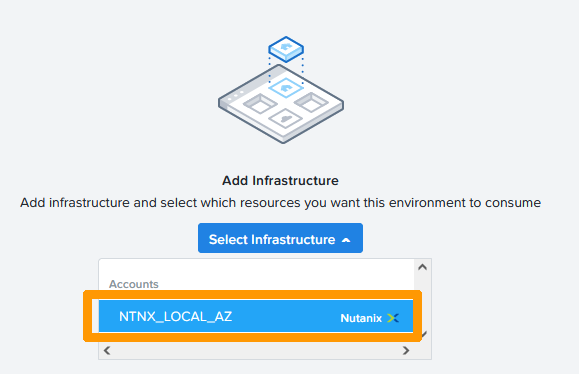 Add Infrastructure
Add infrastructure and select which resources you want this environment to consume
Select Infrastructure
Accounts
NTNX_LOCAL_AZ Nutanix